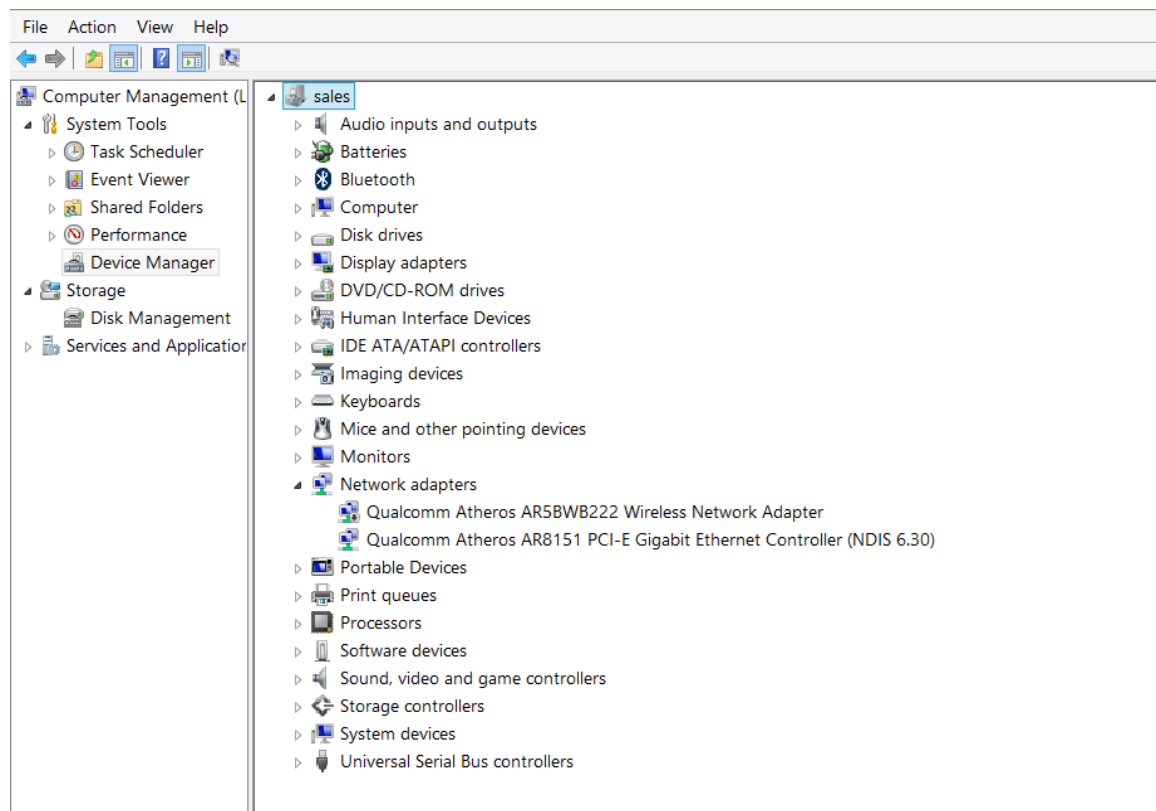 File Action View Help
Computer Management (L
System Tools
Task Scheduler
Event Viewer
Shared Folders
Performance
Device Manager
Storage
Disk Management
Services and Application
sales
Audio inputs and outputs
Batteries
Bluetooth
Computer
Disk drives
Display adapters
DVD/CD-ROM drives
Human Interface Devices
IDE ATA/ATAPI controllers
Imaging devices
Keyboards
Mice and other pointing devices
Monitors
Network adapters
Qualcomm Atheros AR5BWB222 Wireless Network Adapter
Qualcomm Atheros AR8151 PCI-E Gigabit Ethernet Controller (NDIS 6.30)
Portable Devices
Print queues
Processors
Software devices
Sound, video and game controllers
Storage controllers
System devices
Universal Serial Bus controllers